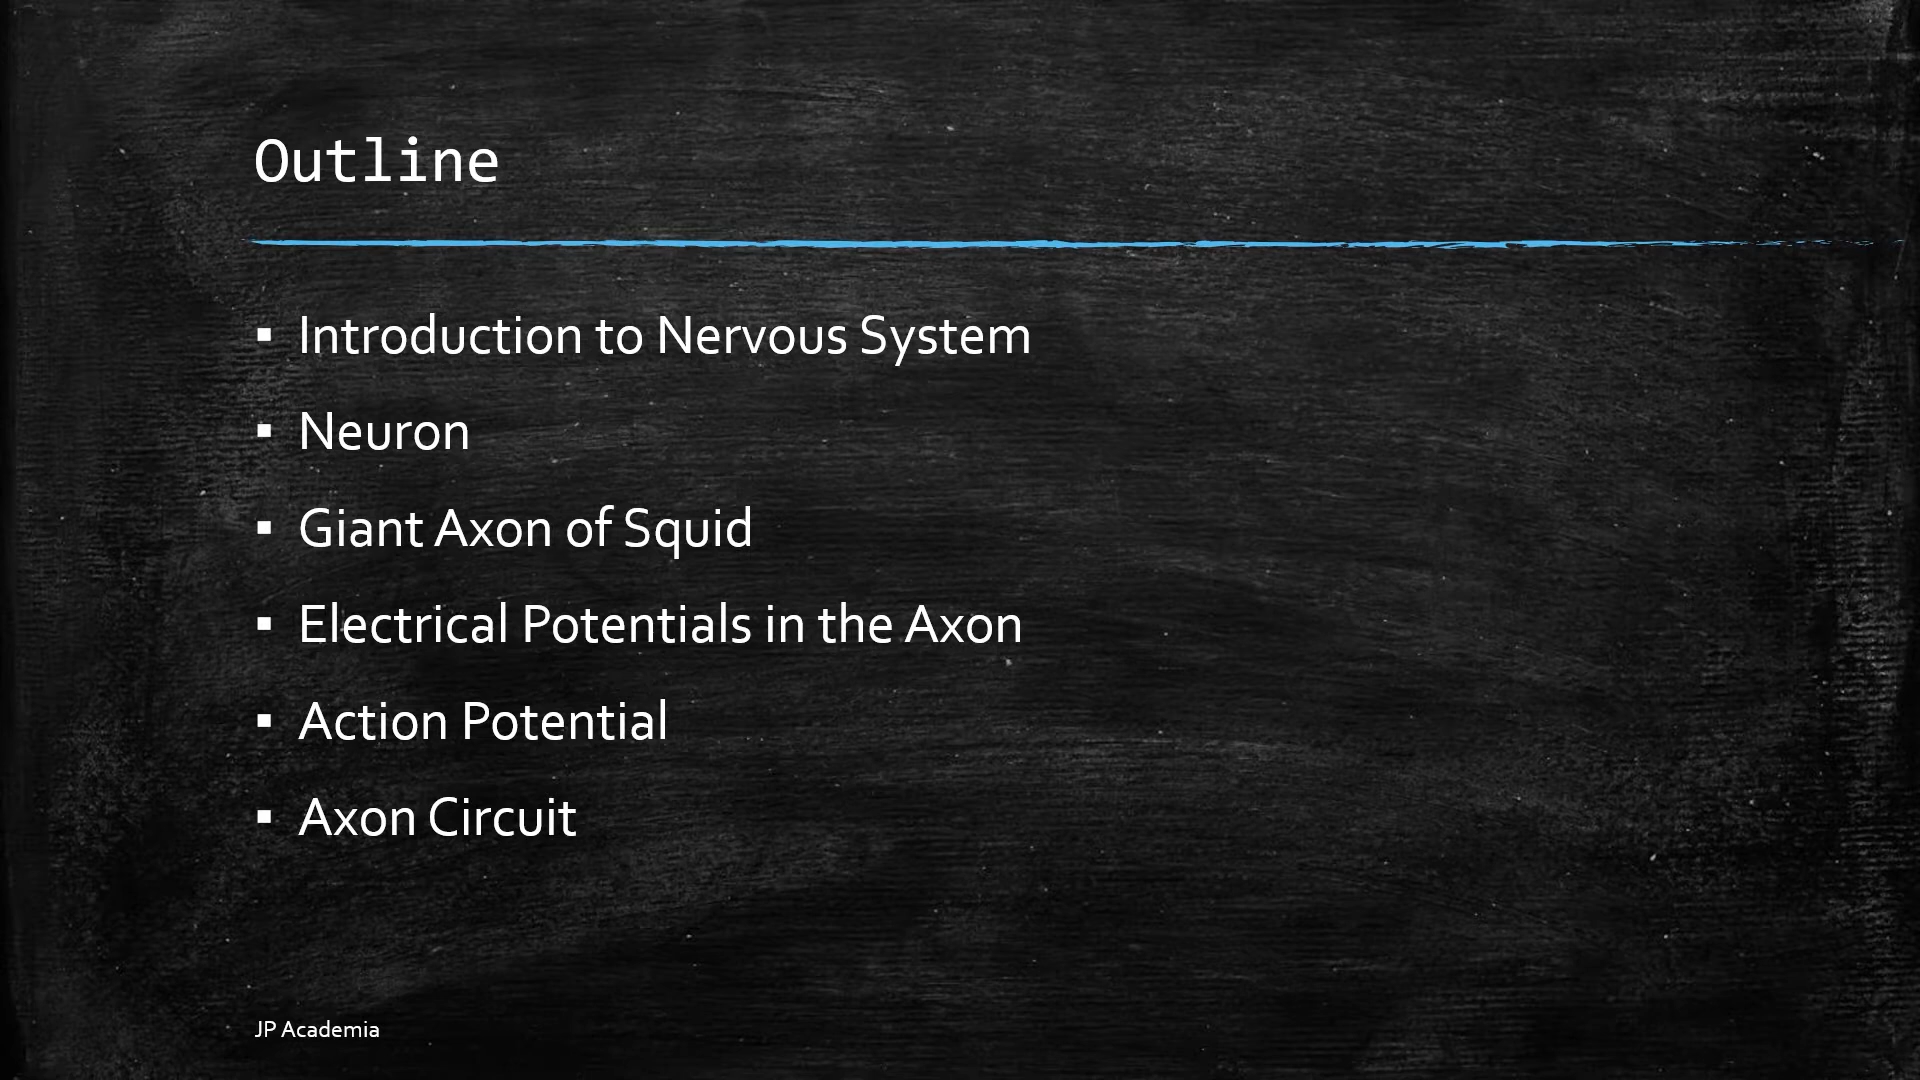 Outline
▪ Introduction to Nervous System
▪ Neuron
▪ Giant Axon of Squid
▪ Electrical Potentials in the Axon
▪ Action Potential
▪ Axon Circuit
JP Academia